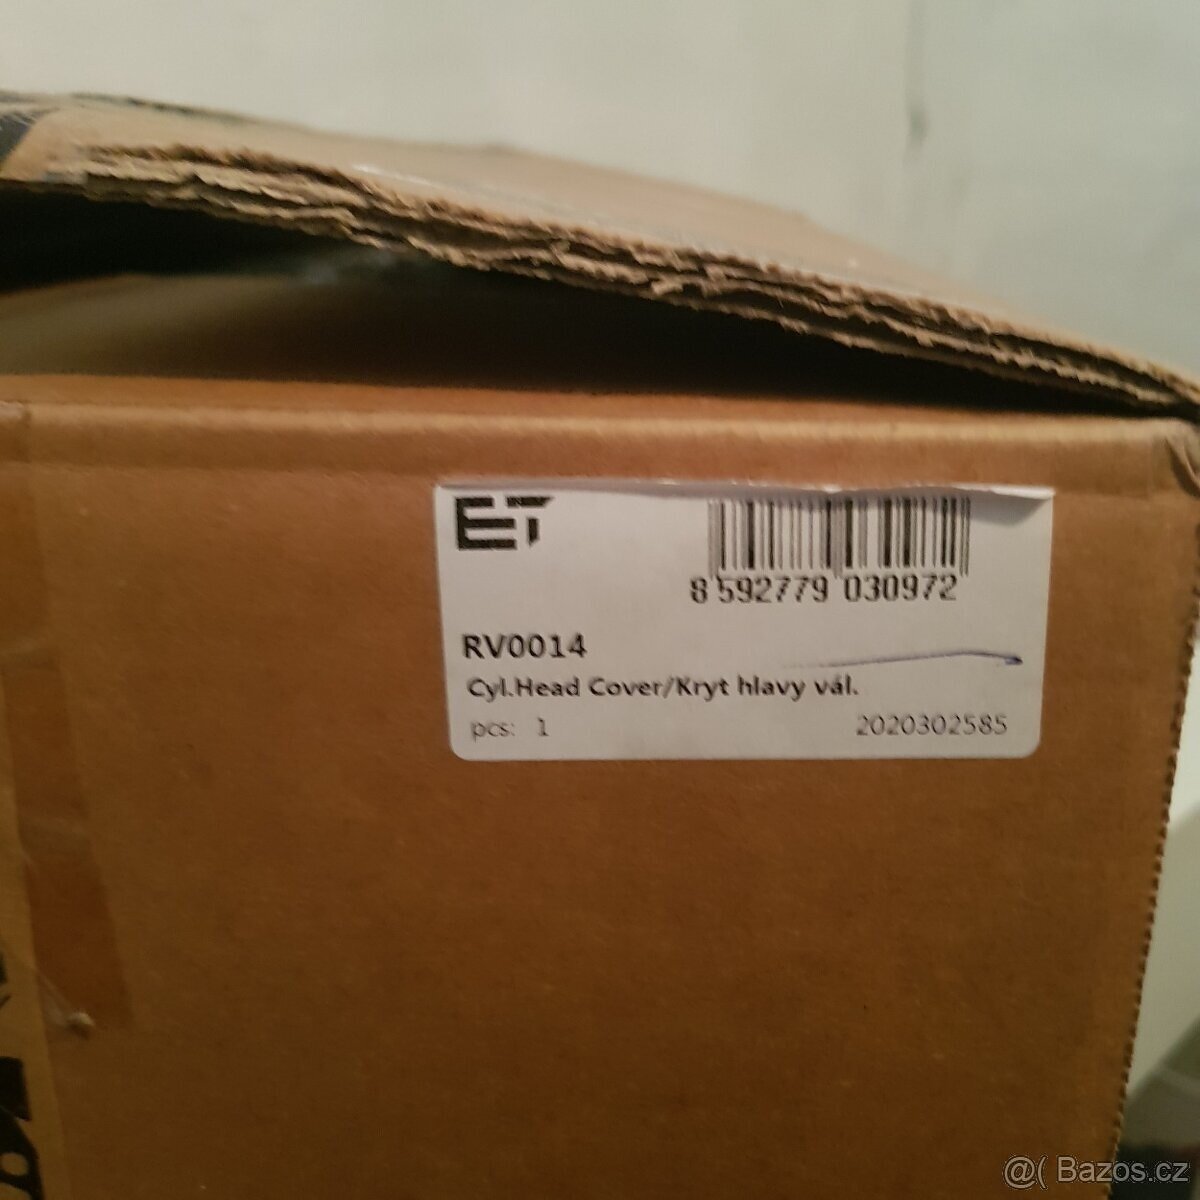 ET
8 592779 030972
RV0014
Cyl.Head Cover/Kryt hlavy vál.
pcs: 1 2020302585
@( Bazos.cz